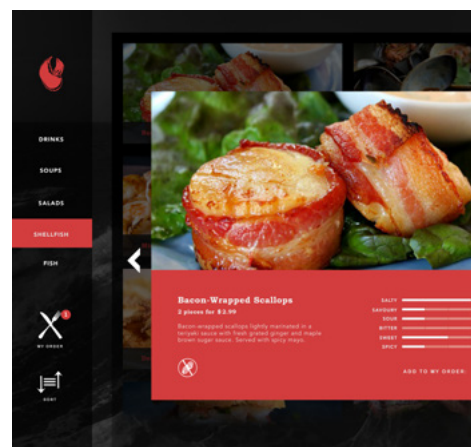 DRINKS
SOUPS
SALADS
SHELLFISH
FISH
1
MY ORDER
Bacon-Wrapped Scallops
2 pieces for $2.99
Bacon-wrapped scallops lightly marinated in a
teriyaki sauce with fresh grated ginger and maple
brown sugar sauce. Served with spicy mayo.
SALTY
SAVOURY
SOUR
BITTER
SWEET
SPICY
ADD TO MY ORDER: